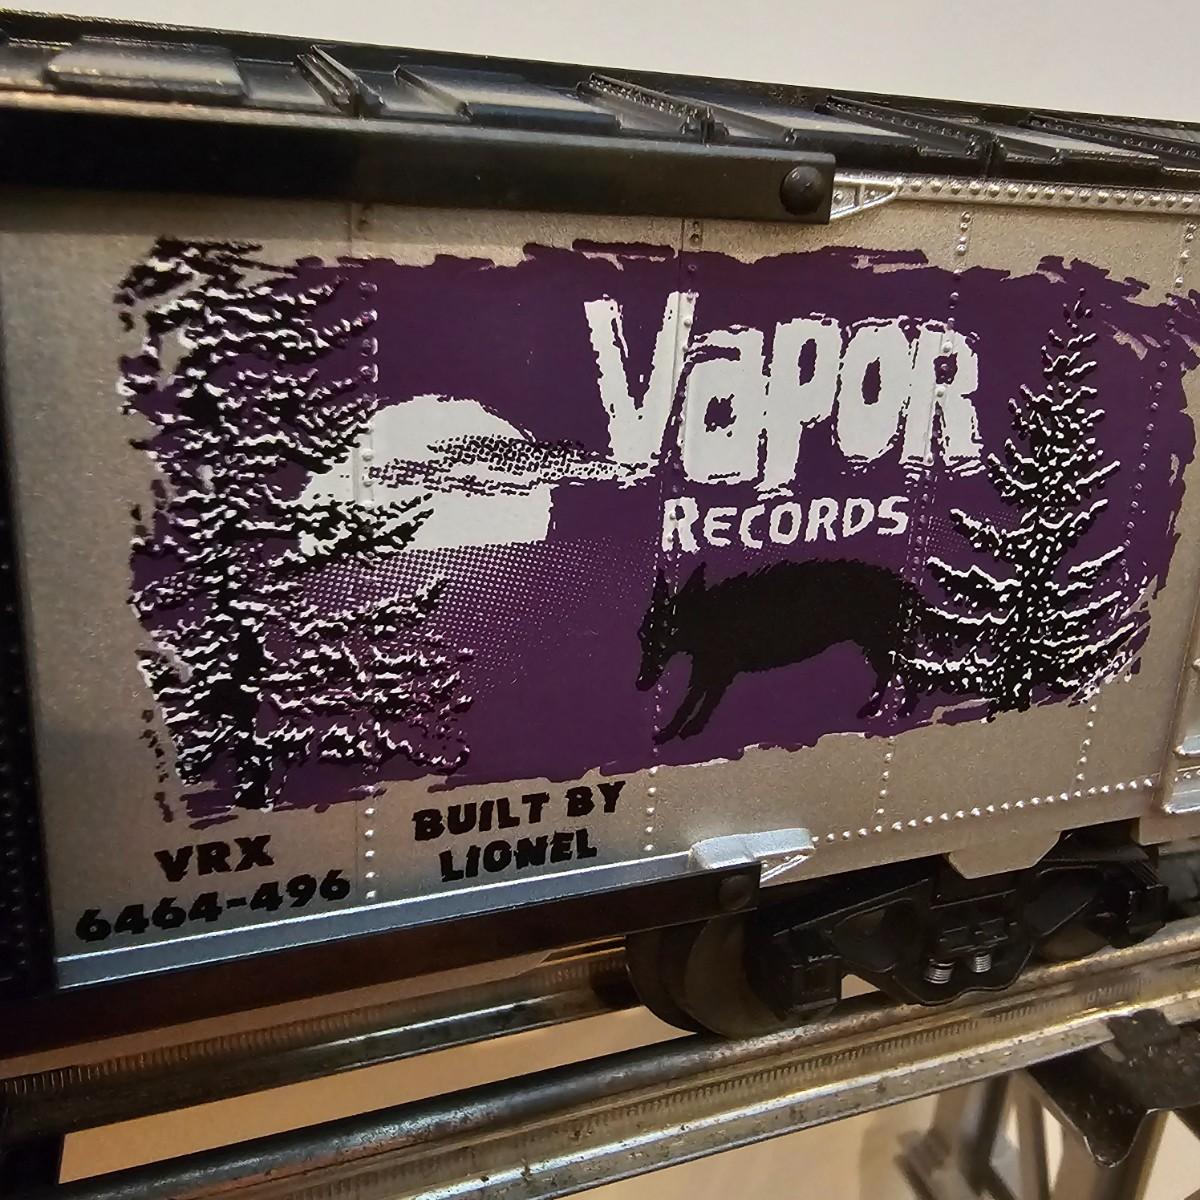 Vapor
Records
VRX
6464-496
BUILT BY
LIONEL